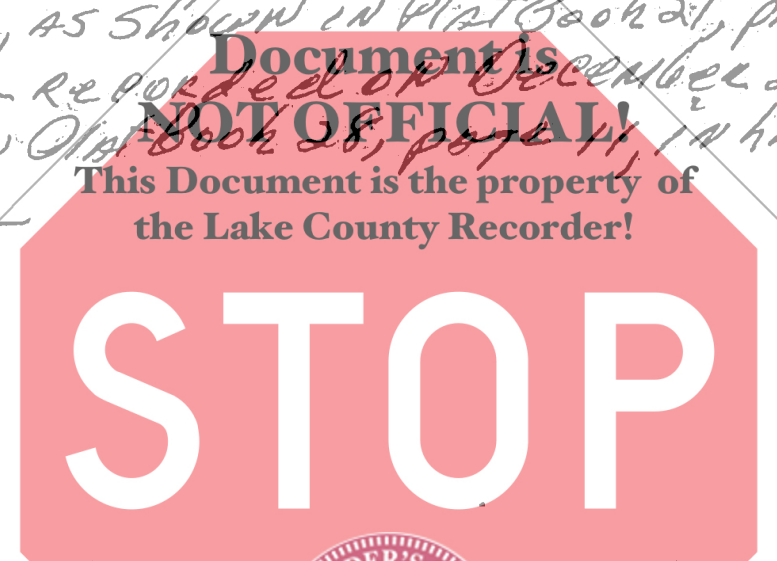 , AS Shown in Plat Book 21, p
Document is
Recorded on December
NOT OFFICIAL!
Plat Book 28, page 11, in h
This Document is the property of
the Lake County Recorder!
STOP
DER'S